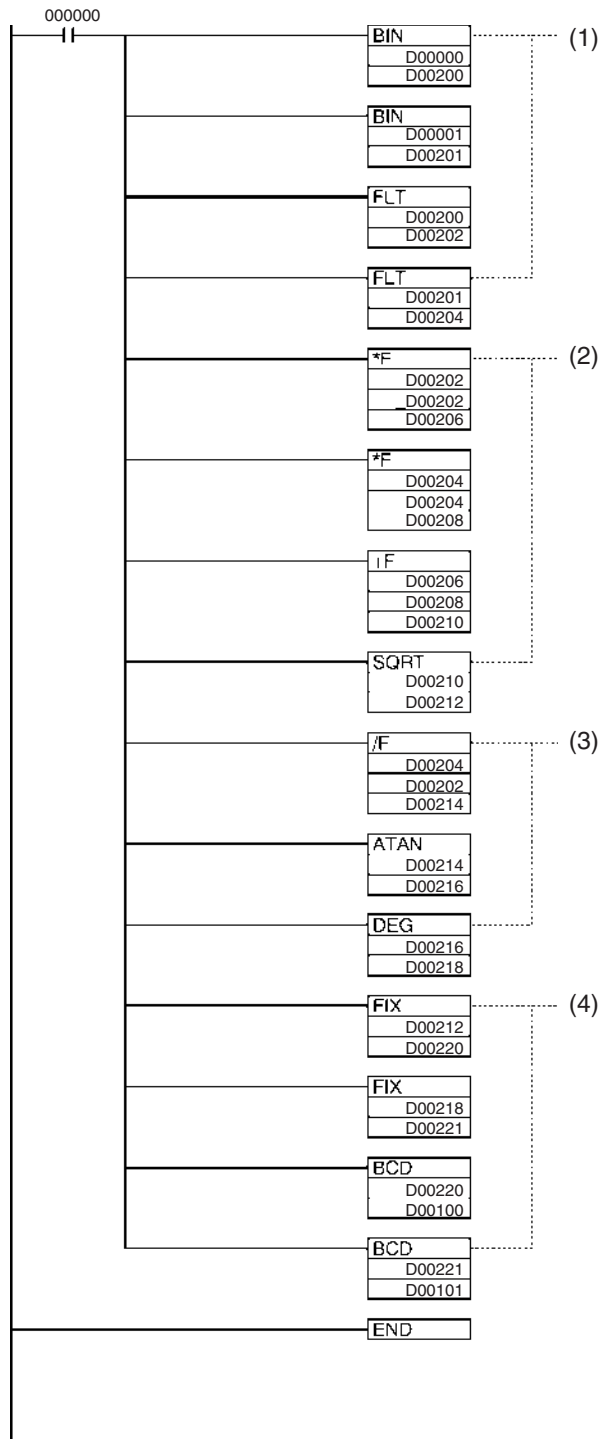 000000
BIN
D00000
D00200
(1)
BIN
D00001
D00201
FLT
D00200
D00202
FLT
D00201
D00204
*F
D00202
_D00202
D00206
(2)
*F
D00204
D00204
D00208
F
D00206
D00208
D00210
SQRT
D00210
D00212
/F
D00204
D00202
D00214
(3)
ATAN
D00214
D00216
DEG
D00216
D00218
FIX
D00212
D00220
(4)
FIX
D00218
D00221
BCD
D00220
D00100
BCD
D00221
D00101
END